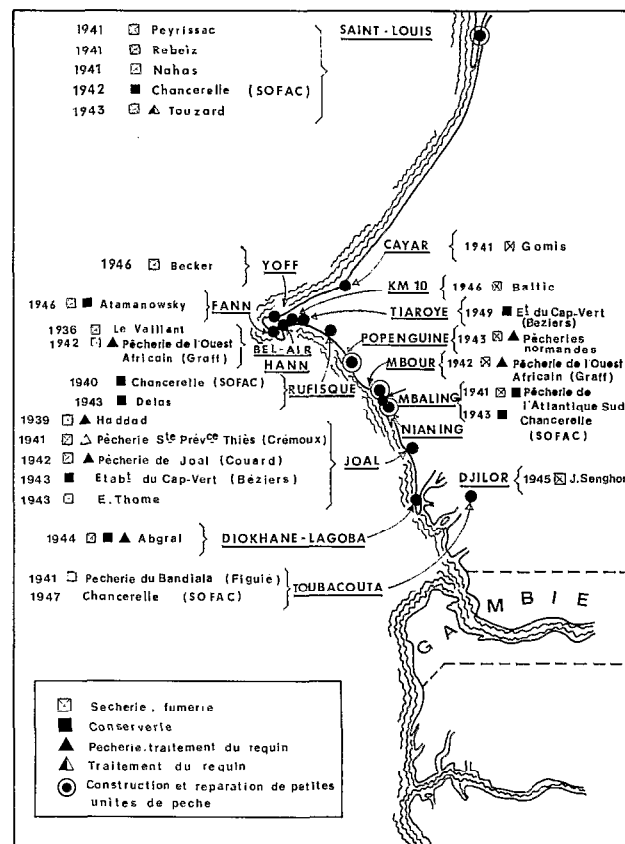 1941 Peyrissac
1941 Rebeiz
1941 Nahas
1942 Chancerelle (SOFAC)
1943 Touzard
SAINT-LOUIS
1946 Becker
YOFF
CAYAR
1941 Gomis
KM 10
1946 Baltic
1946 Atamanowsky
FANN
TIAROYE
1949 Et du Cap-Vert
(Beziers)
1936 Le Vaillant
1942 Pêcherie de l'Ouest
Africain (Graff)
BEL-AIR
HANN
POPENGUINE
1943 Pêcheries
normandes
MBOUR
1942 Pêcherie de l'Ouest
Africain (Graff)
1940 Chancerelle (SOFAC)
1943 Delas
RUFISQUE
MBALING
1941 Pêcherie de
l'Atlantique Sud
1943 Chancerelle
(SOFAC)
NIANING
1939 Haddad
1941 Pêcherie Ste Prévce Thiès (Crémoux)
1942 Pêcherie de Joal (Couard)
1943 Etabt du Cap-Vert (Béziers)
1943 E. Thome
JOAL
DJILOR
1945 J. Senghor
1944 Abgral
DIOKHANE-LAGOBA
1941 Pecherie du Bandiala (Figuié)
1947 Chancerelle (SOFAC)
TOUBACOUTA
GAMBIE
Secherie, fumerie
Conserverie
Pecherie.traitement du requin
Traitement du requin
Construction et reparation de petites
unites de peche